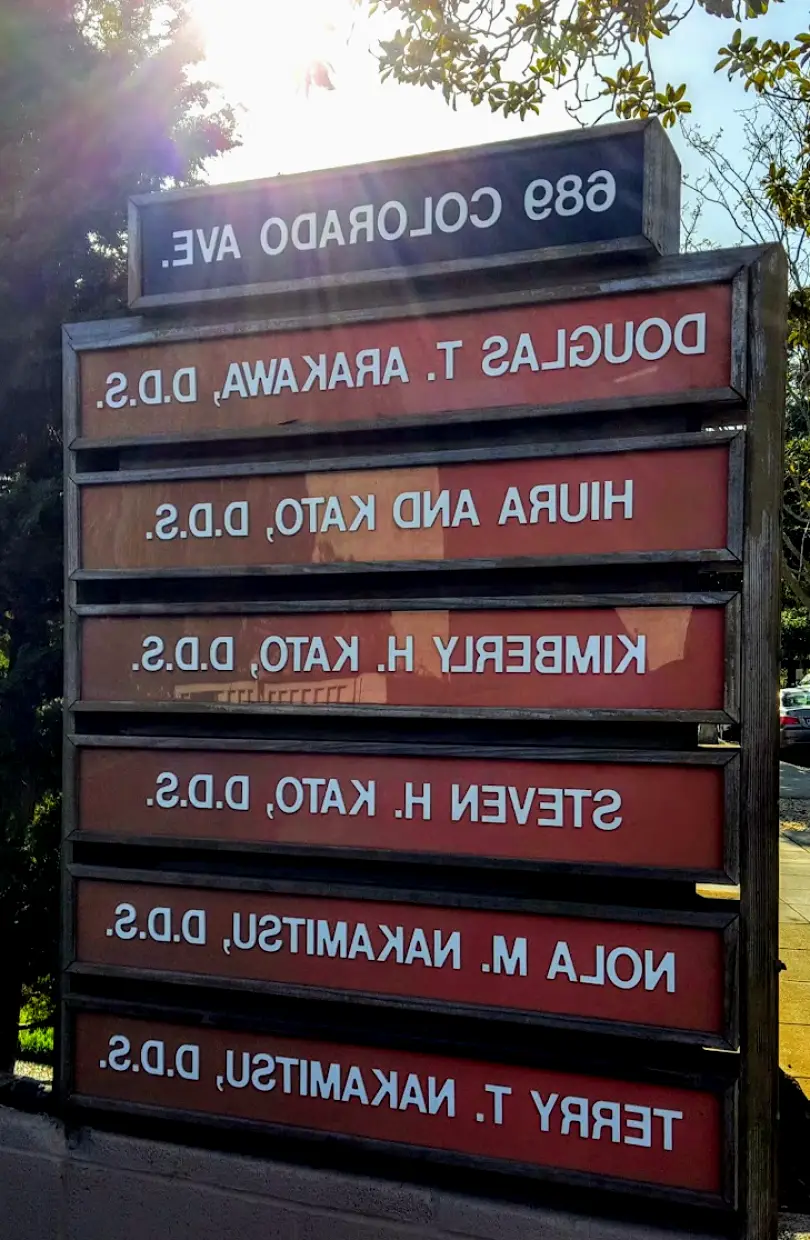 689 COLORADO AVE.
DOUGLAS T. ARAKAWA, D.D.S.
HIURA AND KATO, D.D.S.
KIMBERLY H. KATO, D.D.S.
STEVEN H. KATO, D.D.S.
NOLA M. NAKAMITSU, D.D.S.
TERRY T. NAKAMITSU, D.D.S.